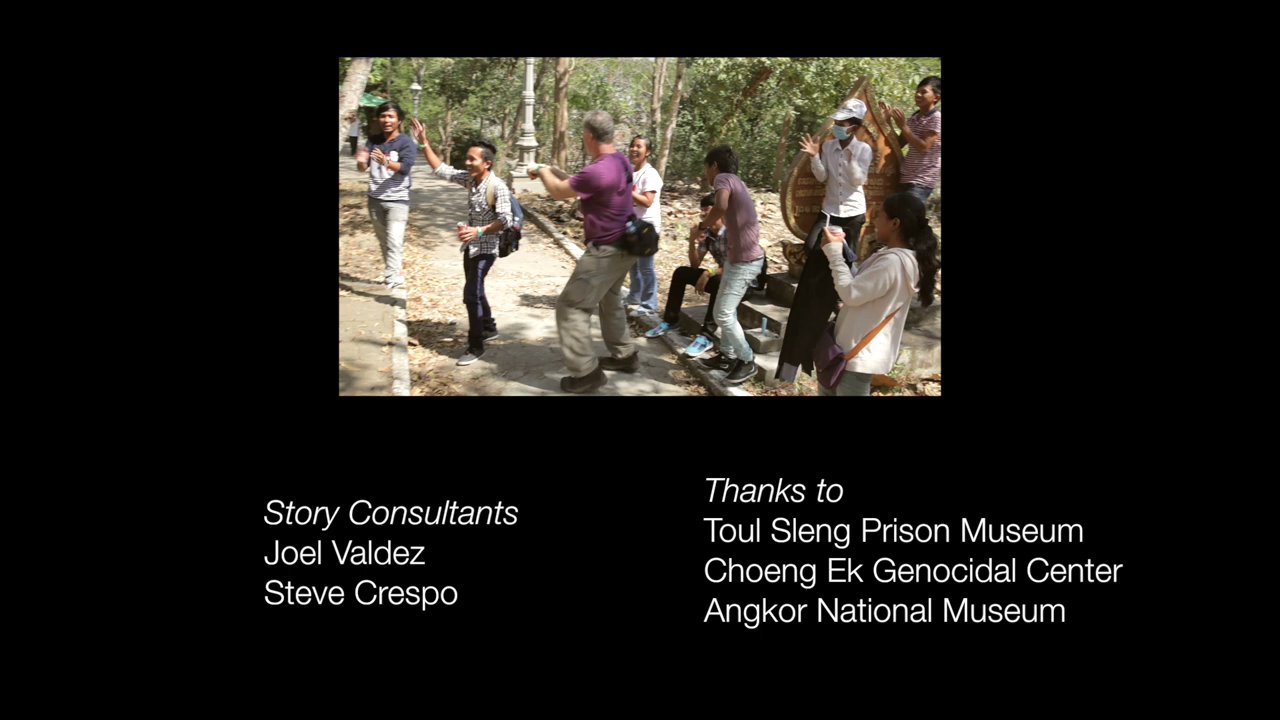 Story Consultants
Joel Valdez
Steve Crespo
Thanks to
Toul Sleng Prison Museum
Choeng Ek Genocidal Center
Angkor National Museum